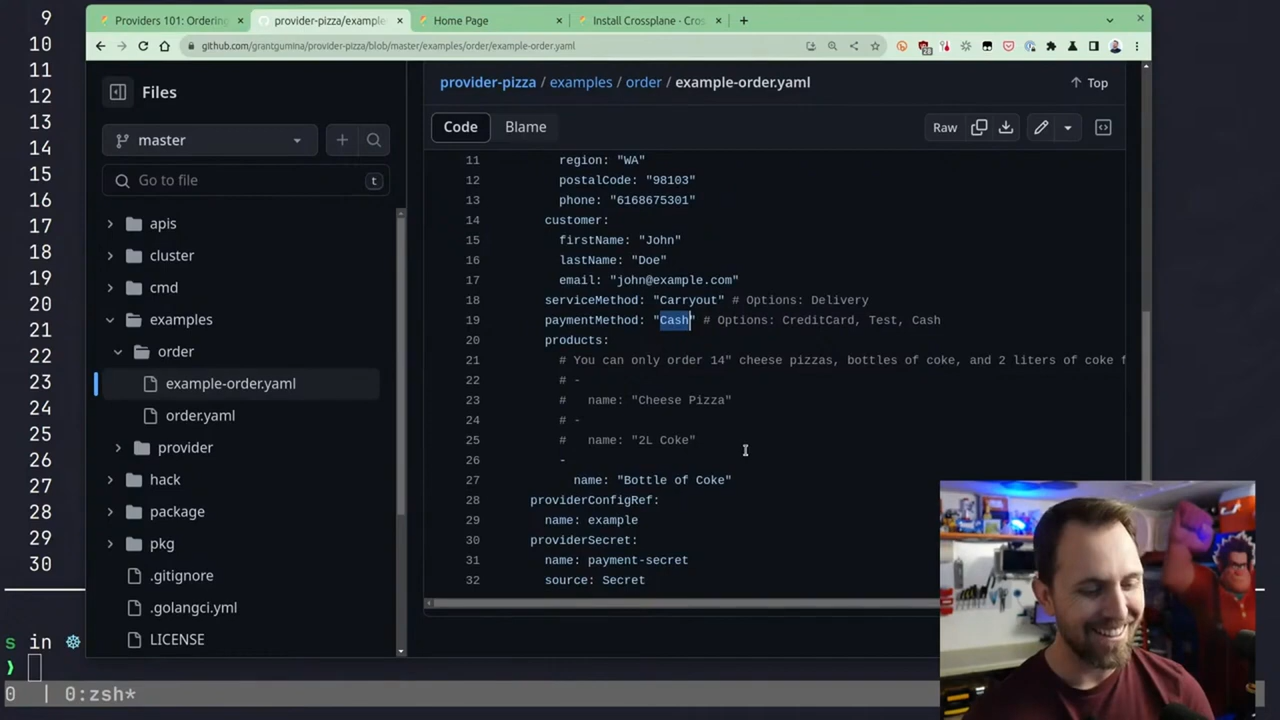 9
10
11
12
13
14
15
16
17
18
19
20
21
22
23
24
25
26
27
28
29
30
Providers 101: Ordering
provider-pizza/example
Home Page
Install Crossplane · Cros
github.com/grantgumina/provider-pizza/blob/master/examples/order/example-order.yaml
Files
master
Go to file
t
apis
cluster
cmd
examples
order
example-order.yaml
order.yaml
provider
hack
package
pkg
.gitignore
.golangci.yml
LICENSE
provider-pizza / examples / order / example-order.yaml
Top
Code
Blame
Raw
11 region: "WA"
12 postalCode: "98103"
13 phone: "6168675301"
14 customer:
15 firstName: "John"
16 lastName: "Doe"
17 email: "john@example.com"
18 serviceMethod: "Carryout" # Options: Delivery
19 paymentMethod: "Cash" # Options: CreditCard, Test, Cash
20 products:
21 # You can only order 14" cheese pizzas, bottles of coke, and 2 liters of coke f
22 # -
23 # name: "Cheese Pizza"
24 # -
25 # name: "2L Coke"
26 -
27 name: "Bottle of Coke"
28 providerConfigRef:
29 name: example
30 providerSecret:
31 name: payment-secret
32 source: Secret
s in
❯
0 | 0:zsh*